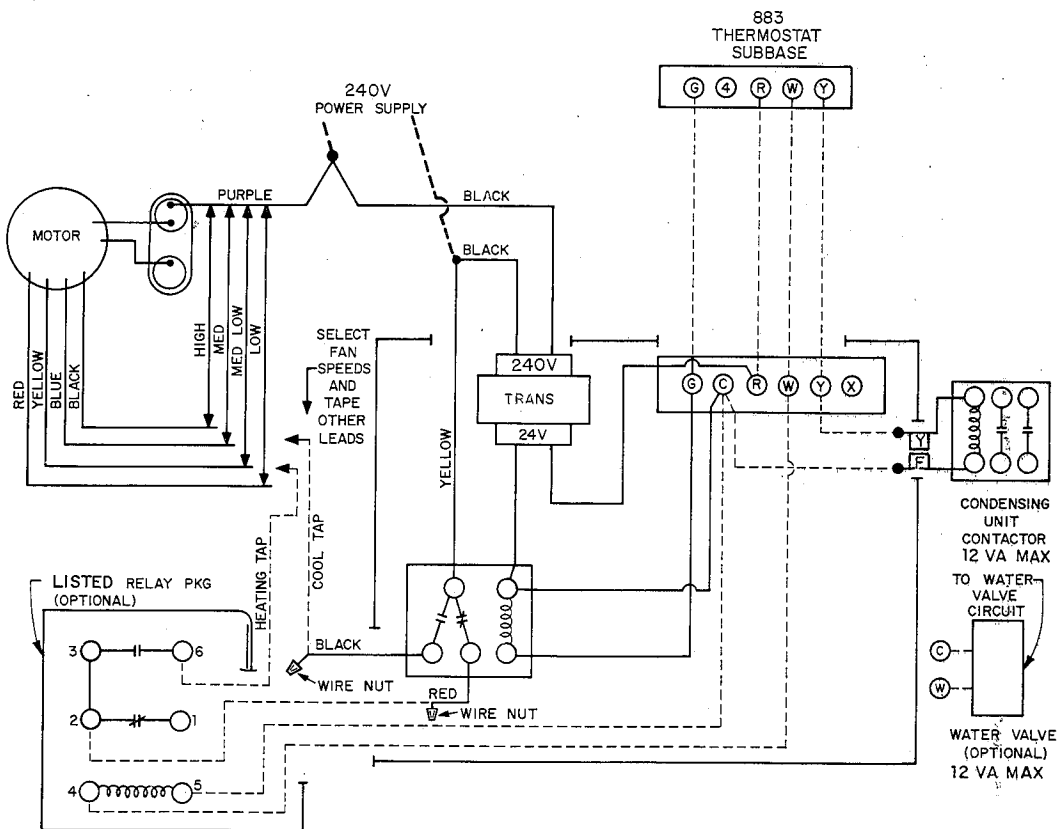 883
THERMOSTAT
SUBBASE
G 4 R W Y
240V
POWER SUPPLY
PURPLE
BLACK
MOTOR
BLACK
HIGH
MED
MED LOW
LOW
RED
YELLOW
BLUE
BLACK
SELECT
FAN
SPEEDS
AND
TAPE
OTHER
LEADS
240V
TRANS
24V
G C R W Y X
Y
F
CONDENSING
UNIT
CONTACTOR
12 VA MAX
YELLOW
COOL TAP
HEATING TAP
LISTED RELAY PKG
(OPTIONAL)
TO WATER
VALVE
CIRCUIT
C
W
WATER VALVE
(OPTIONAL)
12 VA MAX
BLACK
WIRE NUT
RED
WIRE NUT
3
6
2
1
4
5